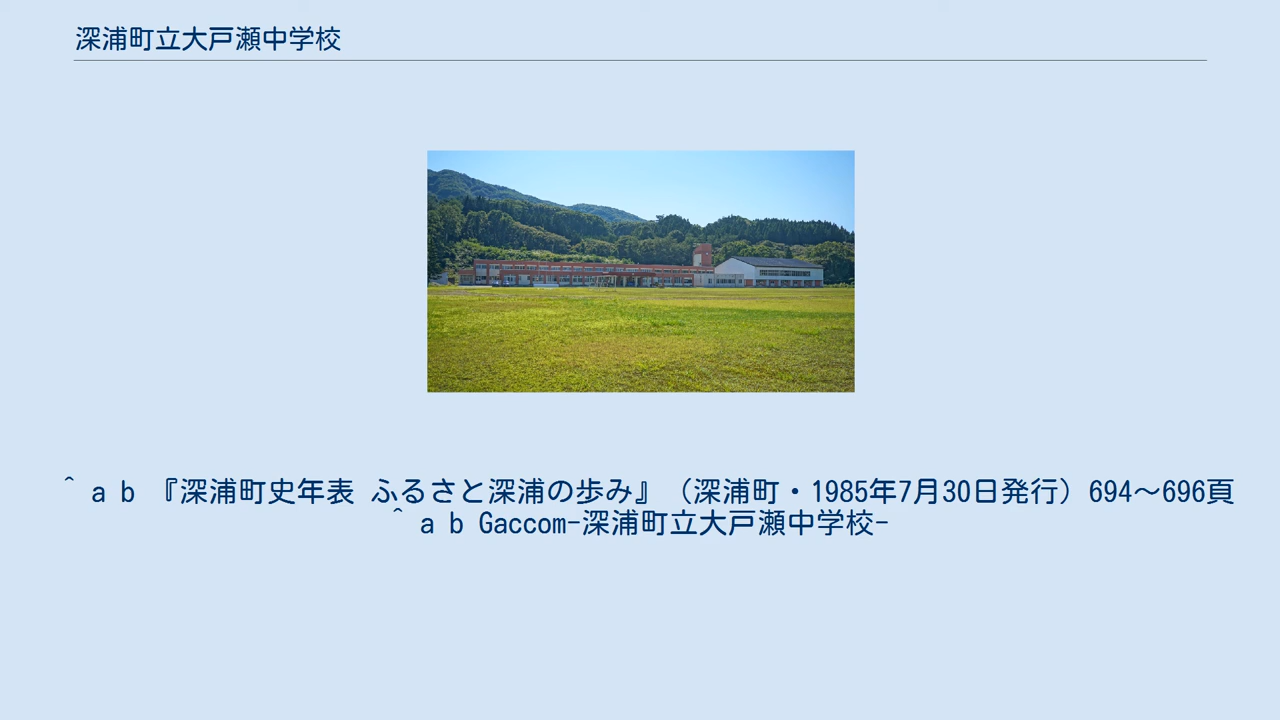 深浦町立大戸瀬中学校
^ a b 『深浦町史年表 ふるさと深浦の歩み』（深浦町・1985年7月30日発行）694～696頁
^ a b Gaccom-深浦町立大戸瀬中学校-